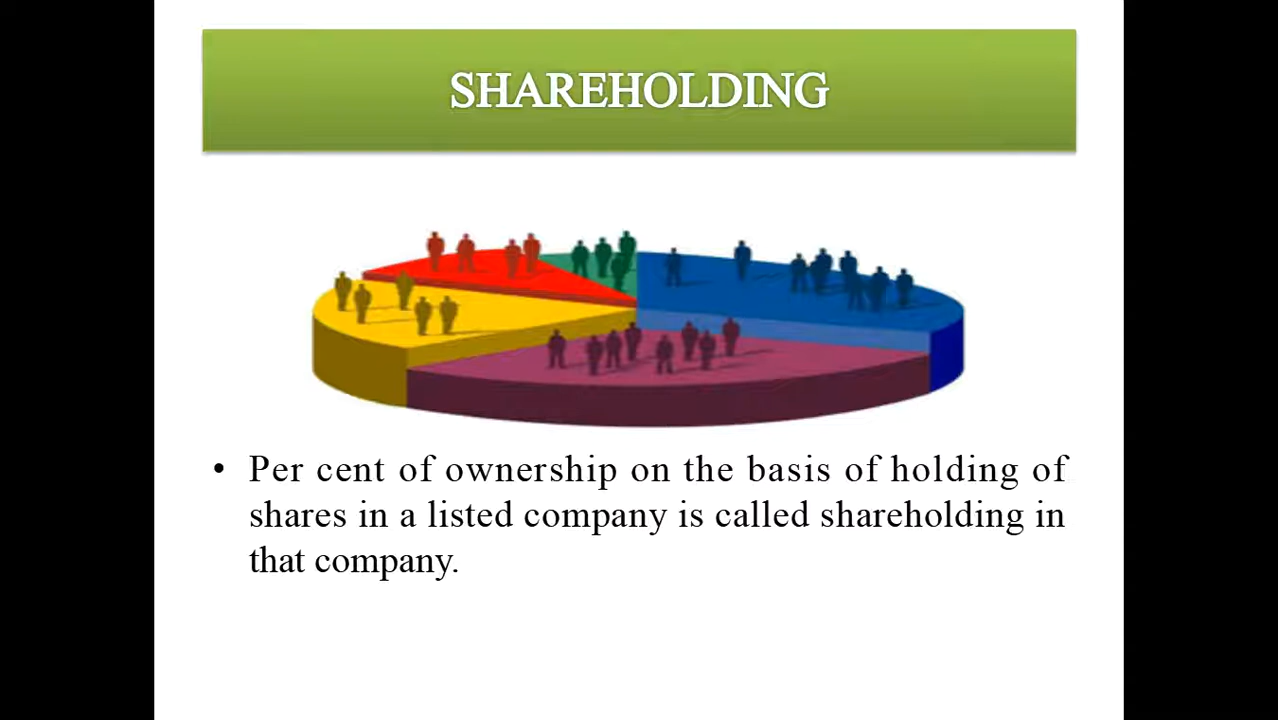 SHAREHOLDING
• Per cent of ownership on the basis of holding of
shares in a listed company is called shareholding in
that company.